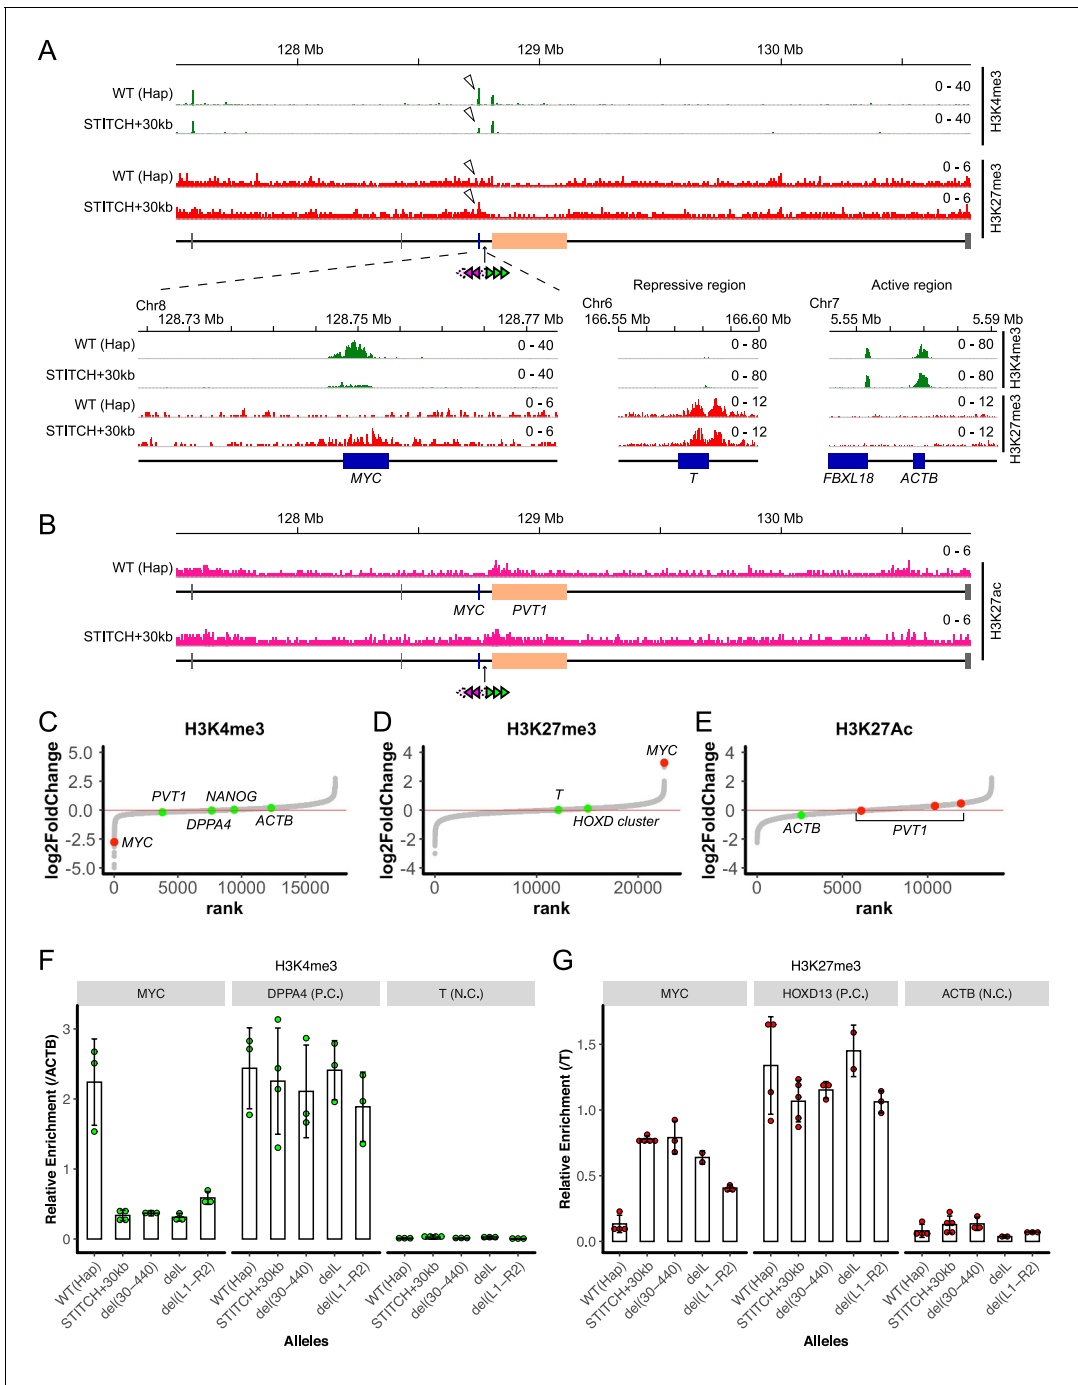 A
128 Mb 129 Mb 130 Mb
WT (Hap) 0 - 40
STITCH+30kb 0 - 40
H3K4me3
WT (Hap) 0 - 6
STITCH+30kb 0 - 6
H3K27me3
Chr8
128.73 128.75 128.77 Mb
Repressive region
Chr6
166.55 Mb 166.60 Mb
Active region
Chr7
5.55 Mb 5.59 Mb
WT (Hap) 0 - 40 0 - 80 0 - 80
STITCH+30kb 0 - 40 0 - 80 0 - 80
H3K4me3
WT (Hap) 0 - 6 0 - 12 0 - 12
STITCH+30kb 0 - 6 0 - 12 0 - 12
H3K27me3
MYC T FBXL18 ACTB
B
128 Mb 129 Mb 130 Mb
WT (Hap) 0 - 6
MYC PVT1
STITCH+30kb 0 - 6
H3K27ac
C
H3K4me3
log2FoldChange
5.0
2.5
0.0
-2.5
-5.0
PVT1 NANOG
DPPA4 ACTB
MYC
0 5000 10000 15000
rank
D
H3K27me3
log2FoldChange
4
2
0
-2
-4
MYC
T
HOXD cluster
0 10000 20000
rank
E
H3K27Ac
log2FoldChange
4
2
0
-2
-4
ACTB PVT1
0 5000 10000
rank
F
H3K4me3
MYC DPPA4 (P.C.) T (N.C.)
Relative Enrichment (/ACTB)
3
2
1
0
WT(Hap) STITCH+30kb del(30–440) delL del(L1–R2) WT(Hap) STITCH+30kb del(30–440) delL del(L1–R2) WT(Hap) STITCH+30kb del(30–440) delL del(L1–R2)
Alleles
G
H3K27me3
MYC HOXD13 (P.C.) ACTB (N.C.)
Relative Enrichment (/T)
1.5
1.0
0.5
0.0
WT(Hap) STITCH+30kb del(30–440) delL del(L1–R2) WT(Hap) STITCH+30kb del(30–440) delL del(L1–R2) WT(Hap) STITCH+30kb del(30–440) delL del(L1–R2)
Alleles